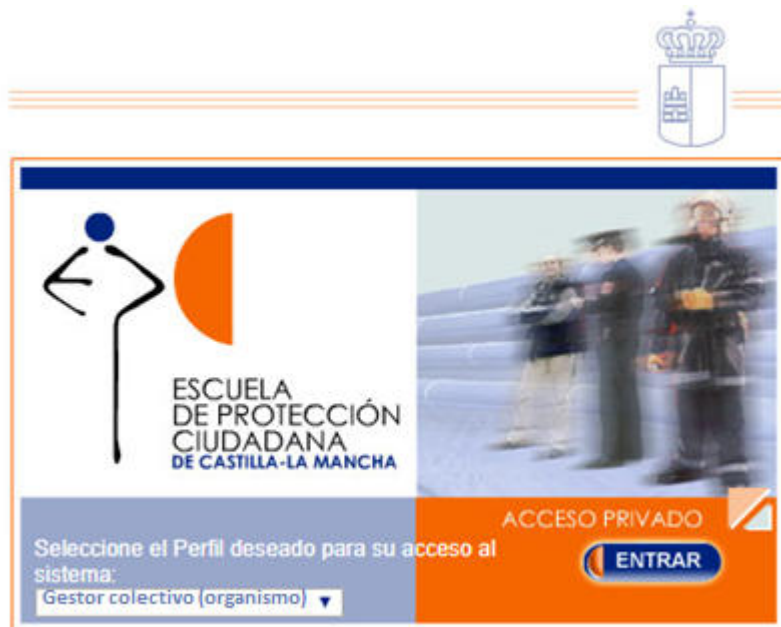 ESCUELA
DE PROTECCIÓN
CIUDADANA
DE CASTILLA-LA MANCHA
ACCESO PRIVADO
Seleccione el Perfil deseado para su acceso al
sistema:
ENTRAR
Gestor colectivo (organismo)